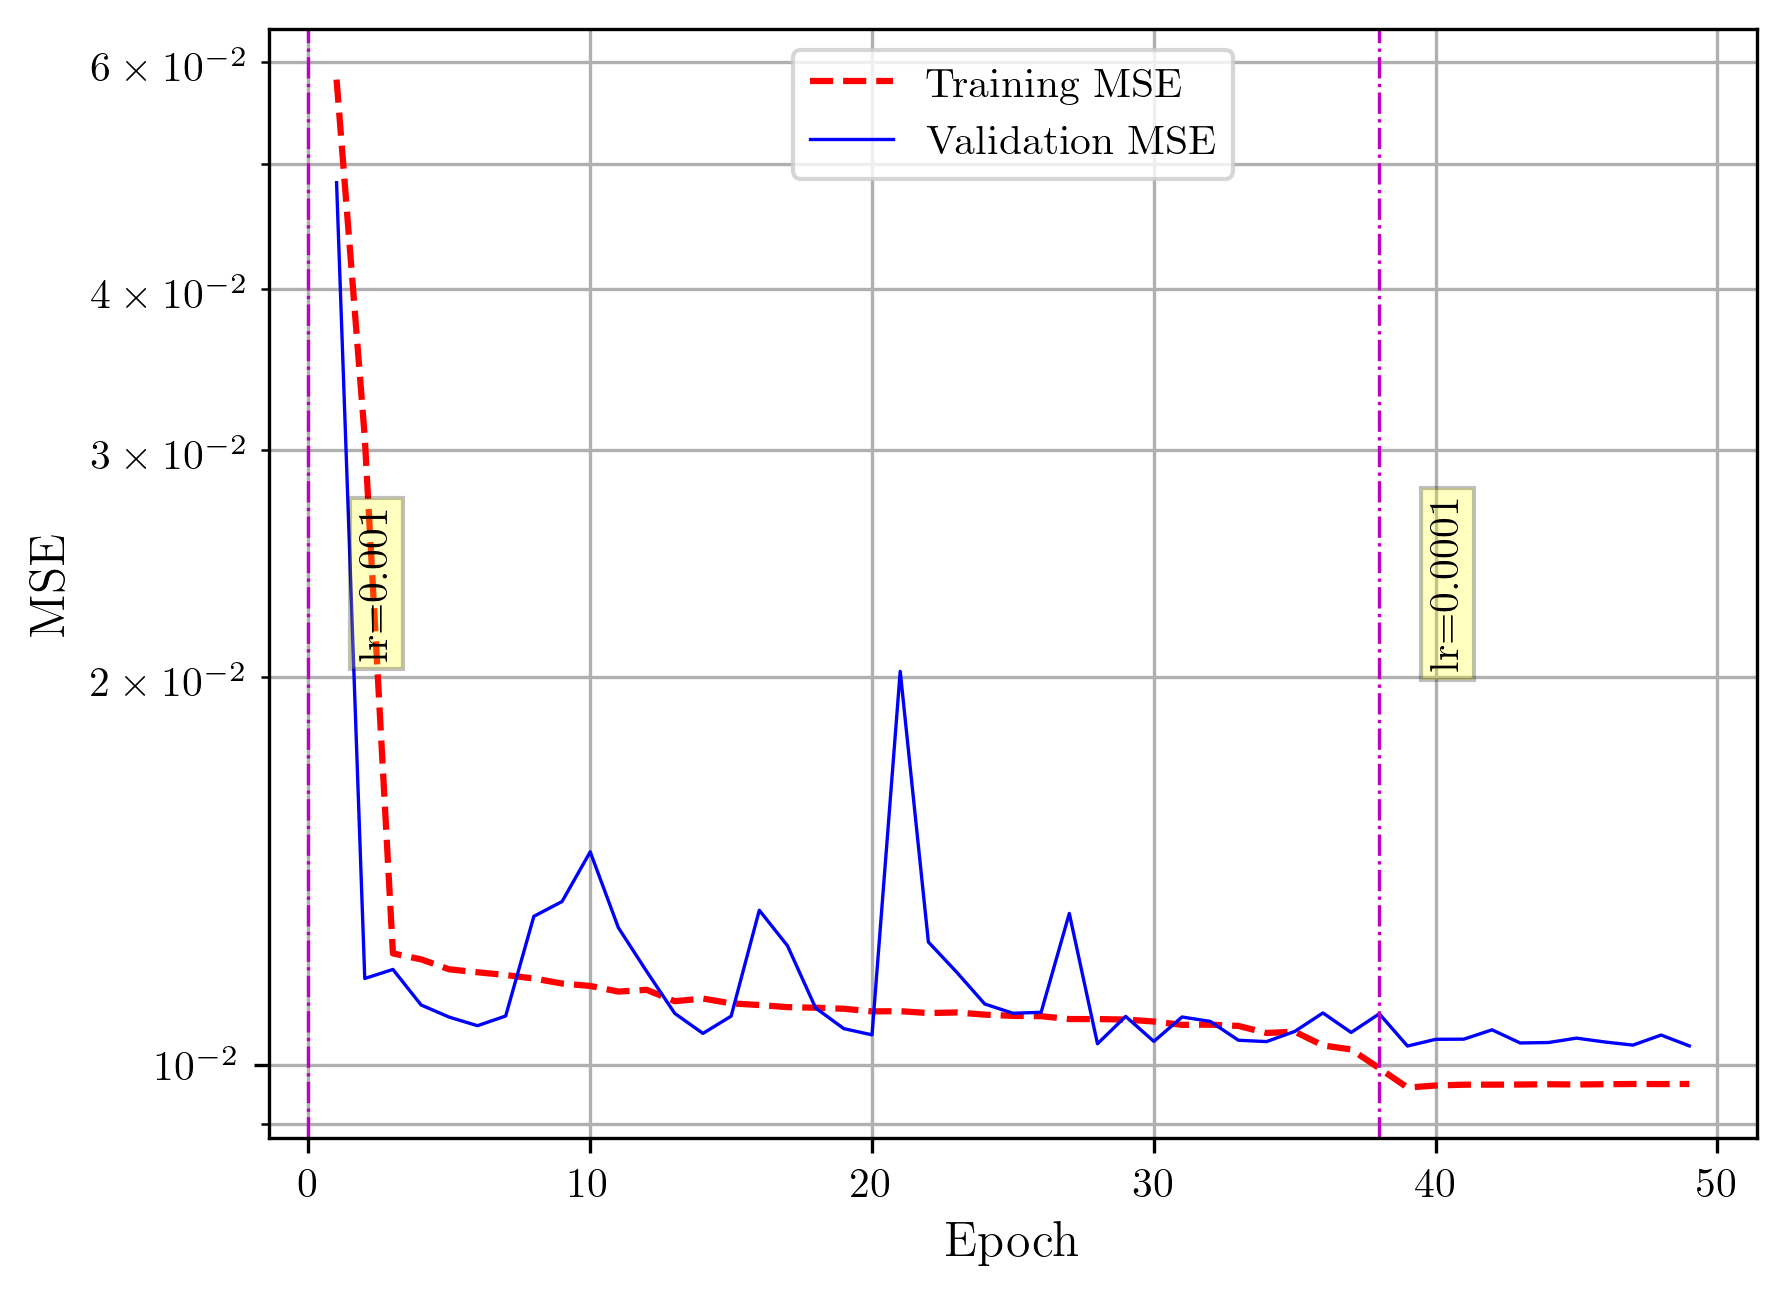 6 × 10⁻²
4 × 10⁻²
3 × 10⁻²
2 × 10⁻²
10⁻²
MSE
Training MSE
Validation MSE
lr=0.001
lr=0.0001
0 10 20 30 40 50
Epoch